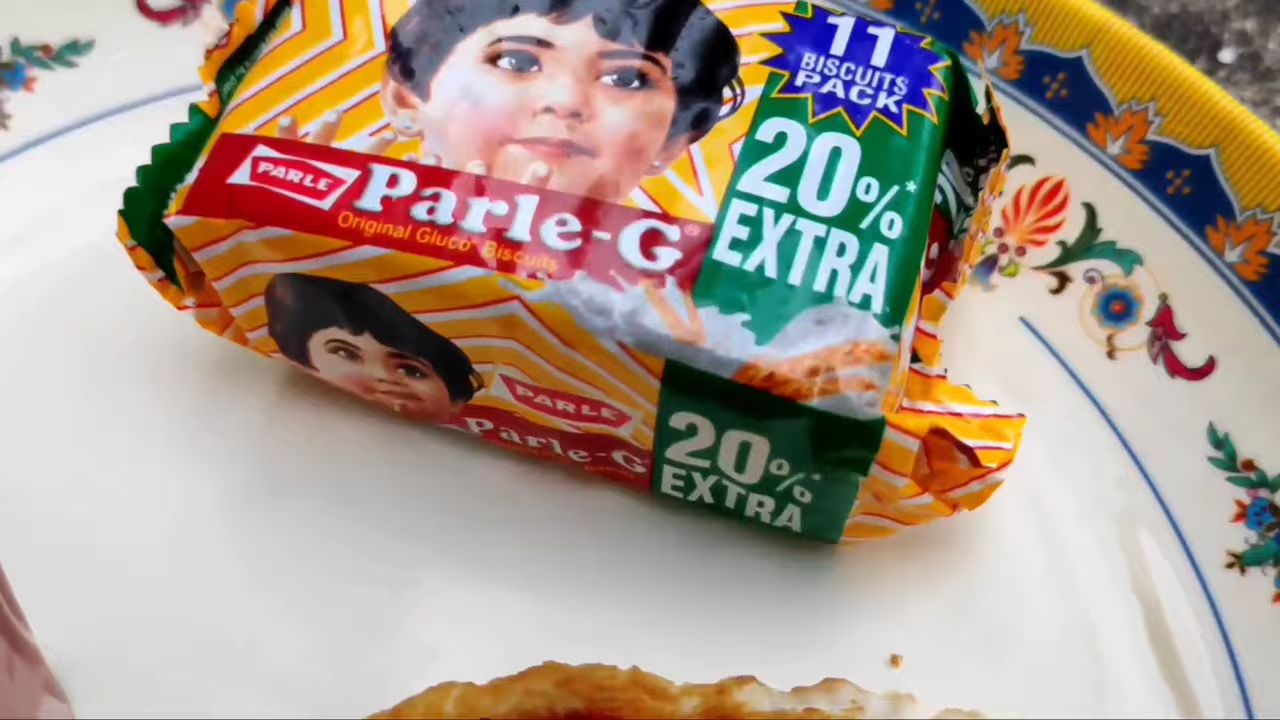 11
BISCUITS
PACK
20%*
EXTRA
PARLE
Parle-G®
Original Gluco Biscuits
PARLE
Parle-G
20%*
EXTRA